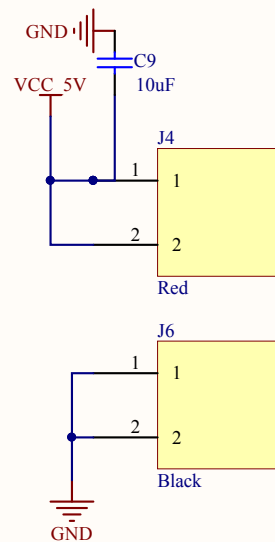 GND
C9
10uF
VCC_5V
J4
1 1
2 2
Red
J6
1 1
2 2
Black
GND